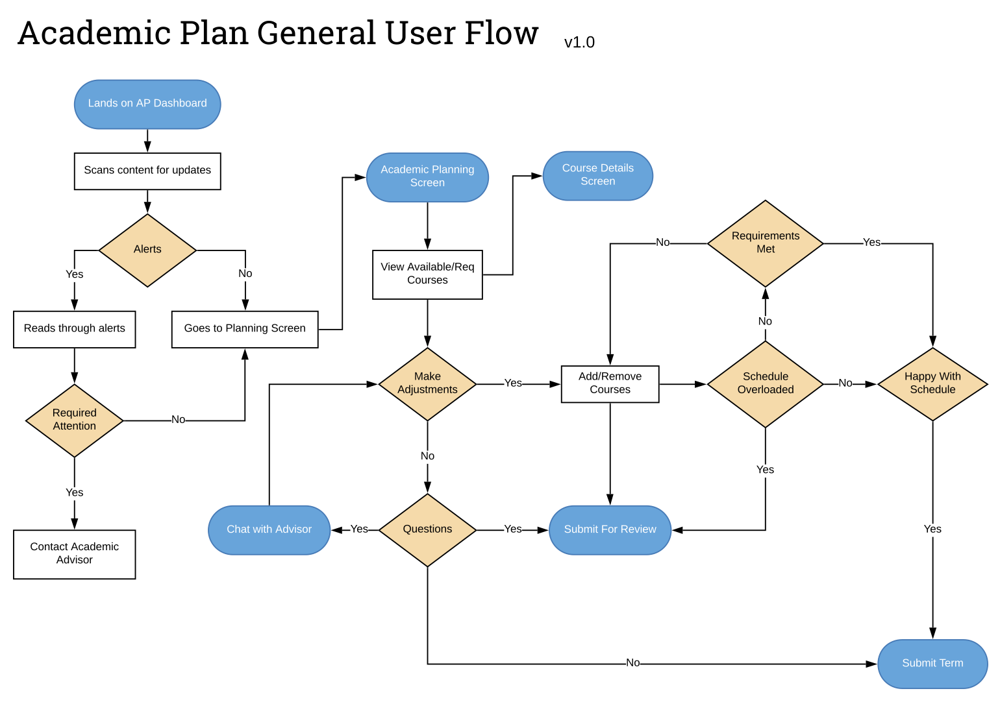 Academic Plan General User Flow
v1.0
Lands on AP Dashboard
Scans content for updates
Alerts
Yes
No
Reads through alerts
Goes to Planning Screen
Required
Attention
No
Yes
Contact Academic
Advisor
Academic Planning
Screen
Course Details
Screen
View Available/Req
Courses
Make
Adjustments
Yes
No
Chat with Advisor
Yes
Questions
Yes
Submit For Review
No
Add/Remove
Courses
Schedule
Overloaded
No
No
Yes
Requirements
Met
No
Yes
Happy With
Schedule
Yes
Submit Term